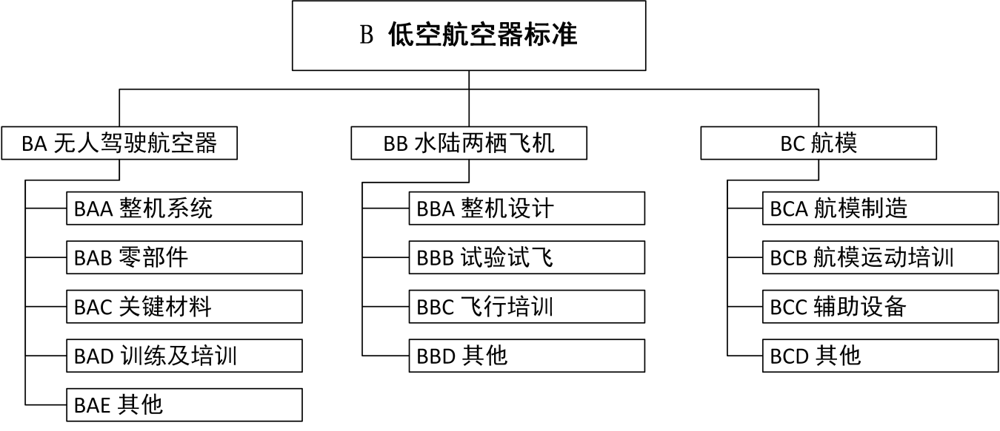 B 低空航空器标准
BA 无人驾驶航空器
BAA 整机系统
BAB 零部件
BAC 关键材料
BAD 训练及培训
BAE 其他
BB 水陆两栖飞机
BBA 整机设计
BBB 试验试飞
BBC 飞行培训
BBD 其他
BC 航模
BCA 航模制造
BCB 航模运动培训
BCC 辅助设备
BCD 其他